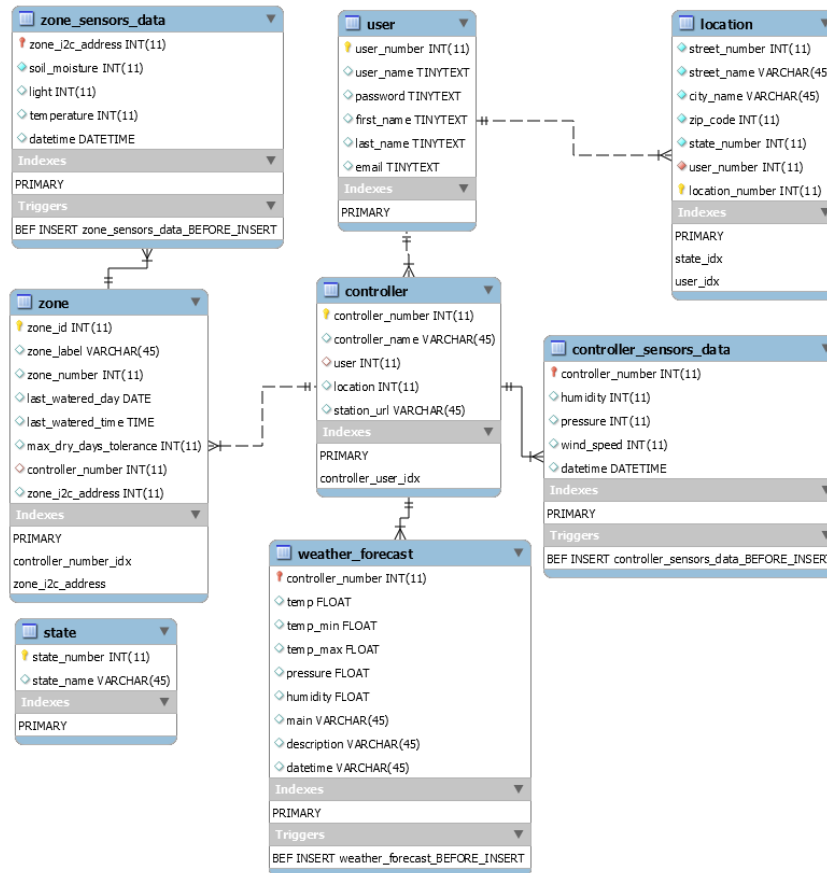 zone_sensors_data
zone_i2c_address INT(11)
soil_moisture INT(11)
light INT(11)
temperature INT(11)
datetime DATETIME
Indexes
PRIMARY
Triggers
BEF INSERT zone_sensors_data_BEFORE_INSERT
user
user_number INT(11)
user_name TINYTEXT
password TINYTEXT
first_name TINYTEXT
last_name TINYTEXT
email TINYTEXT
Indexes
PRIMARY
location
street_number INT(11)
street_name VARCHAR(45
city_name VARCHAR(45)
zip_code INT(11)
state_number INT(11)
user_number INT(11)
location_number INT(11)
Indexes
PRIMARY
state_idx
user_idx
zone
zone_id INT(11)
zone_label VARCHAR(45)
zone_number INT(11)
last_watered_day DATE
last_watered_time TIME
max_dry_days_tolerance INT(11)
controller_number INT(11)
zone_i2c_address INT(11)
Indexes
PRIMARY
controller_number_idx
zone_i2c_address
controller
controller_number INT(11)
controller_name VARCHAR(45)
user INT(11)
location INT(11)
station_url VARCHAR(45)
Indexes
PRIMARY
controller_user_idx
controller_sensors_data
controller_number INT(11)
humidity INT(11)
pressure INT(11)
wind_speed INT(11)
datetime DATETIME
Indexes
PRIMARY
Triggers
BEF INSERT controller_sensors_data_BEFORE_INSERT
state
state_number INT(11)
state_name VARCHAR(45)
Indexes
PRIMARY
weather_forecast
controller_number INT(11)
temp FLOAT
temp_min FLOAT
temp_max FLOAT
pressure FLOAT
humidity FLOAT
main VARCHAR(45)
description VARCHAR(45)
datetime VARCHAR(45)
Indexes
PRIMARY
Triggers
BEF INSERT weather_forecast_BEFORE_INSERT